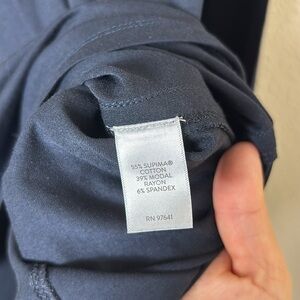 55% SUPIMA®
COTTON
39% MODAL
RAYON
6% SPANDEX
RN 97641